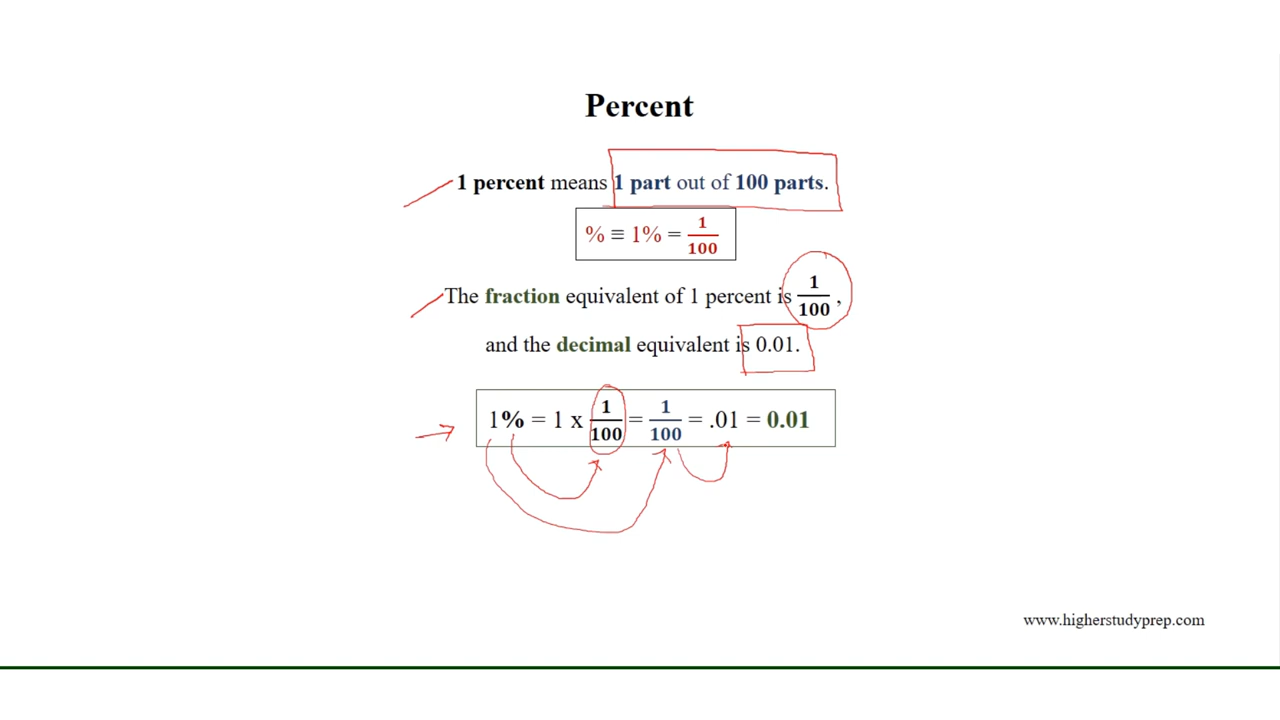 Percent
1 percent means 1 part out of 100 parts.
% ≡ 1% = 1/100
The fraction equivalent of 1 percent is 1/100 ,
and the decimal equivalent is 0.01.
1% = 1 x 1/100 = 1/100 = .01 = 0.01
www.higherstudyprep.com